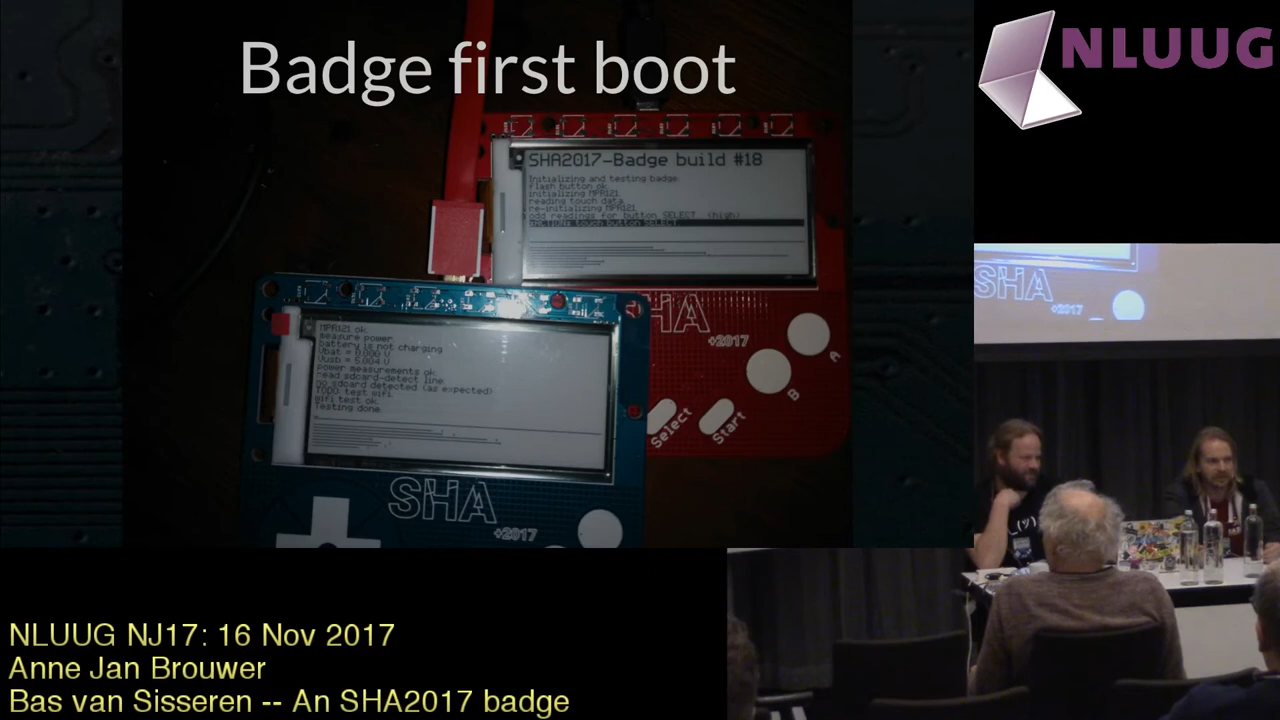 Badge first boot
NLUUG
SHA2017-Badge build #18
Initializing and testing badge.
flash button ok.
initializing MPR121.
reading touch data.
re-initializing MPR121.
odd readings for button SELECT. (high)
touch button SELECT.
MPR121 ok.
measure power
battery is not charging
Vbat = 0.000 V
Vusb = 5.004 V
power measurements ok.
read sdcard-detect line.
no sdcard detected (as expected)
TODO: test wifi.
wifi test ok.
Testing done.
HA
+2017
A
B
Select
Start
SHA
+2017
SHA
+2017
NLUUG NJ17: 16 Nov 2017
Anne Jan Brouwer
Bas van Sisseren -- An SHA2017 badge